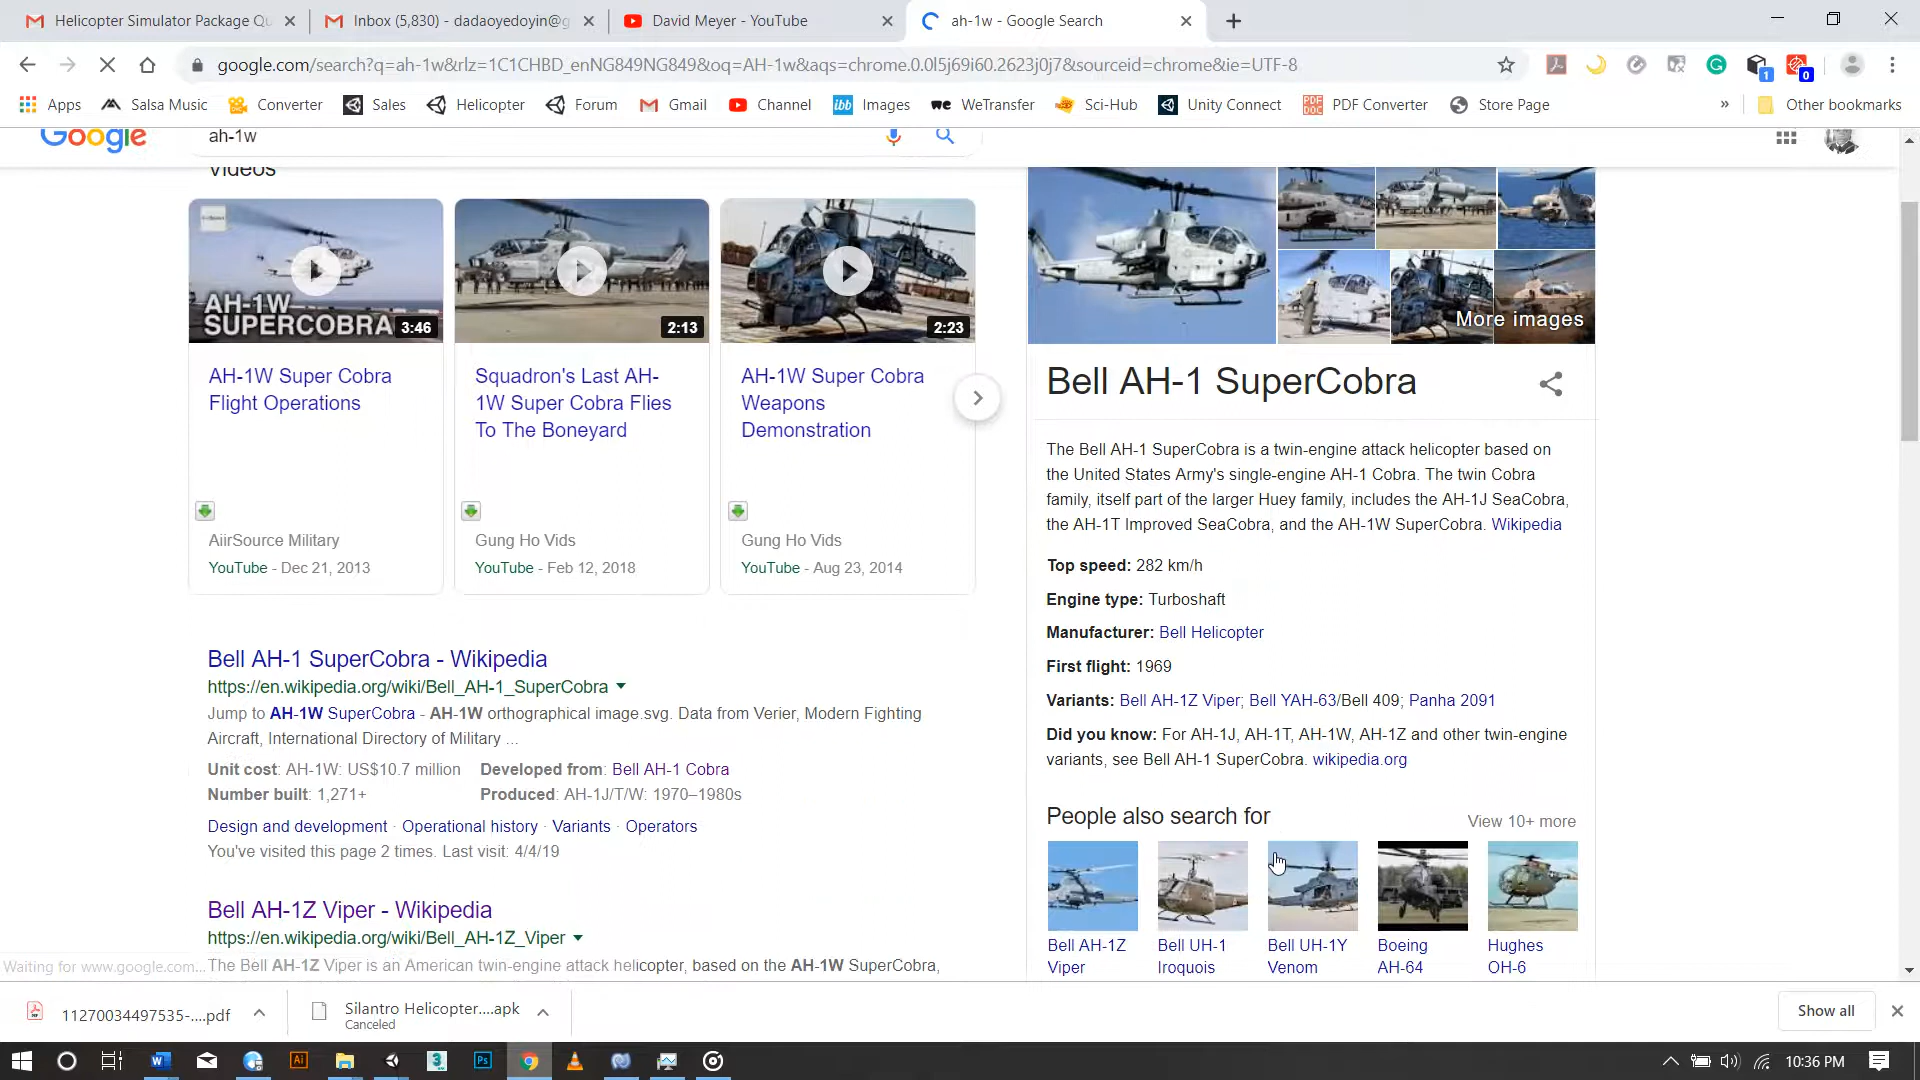 Helicopter Simulator Package Qu
Inbox (5,830) - dadaoyedoyin@g
David Meyer - YouTube
ah-1w - Google Search
google.com/search?q=ah-1w&rlz=1C1CHBD_enNG849NG849&oq=AH-1w&aqs=chrome.0.0l5j69i60.2623j0j7&sourceid=chrome&ie=UTF-8
1
0
Apps
Salsa Music
Converter
Sales
Helicopter
Forum
Gmail
Channel
ibb
Images
we
WeTransfer
Sci-Hub
Unity Connect
PDF Converter
Store Page
»
Other bookmarks
Google
ah-1w
Videos
AH-1W
SUPERCOBRA
3:46
2:13
2:23
AH-1W Super Cobra
Flight Operations
Squadron's Last AH-
1W Super Cobra Flies
To The Boneyard
AH-1W Super Cobra
Weapons
Demonstration
AiirSource Military
YouTube - Dec 21, 2013
Gung Ho Vids
YouTube - Feb 12, 2018
Gung Ho Vids
YouTube - Aug 23, 2014
Bell AH-1 SuperCobra - Wikipedia
https://en.wikipedia.org/wiki/Bell_AH-1_SuperCobra
Jump to AH-1W SuperCobra - AH-1W orthographical image.svg. Data from Verier, Modern Fighting
Aircraft, International Directory of Military ...
Unit cost: AH-1W: US$10.7 million
Developed from: Bell AH-1 Cobra
Number built: 1,271+
Produced: AH-1J/T/W: 1970–1980s
Design and development · Operational history · Variants · Operators
You've visited this page 2 times. Last visit: 4/4/19
Bell AH-1Z Viper - Wikipedia
https://en.wikipedia.org/wiki/Bell_AH-1Z_Viper
The Bell AH-1Z Viper is an American twin-engine attack helicopter, based on the AH-1W SuperCobra,
Waiting for www.google.com...
More images
Bell AH-1 SuperCobra
The Bell AH-1 SuperCobra is a twin-engine attack helicopter based on
the United States Army's single-engine AH-1 Cobra. The twin Cobra
family, itself part of the larger Huey family, includes the AH-1J SeaCobra,
the AH-1T Improved SeaCobra, and the AH-1W SuperCobra. Wikipedia
Top speed: 282 km/h
Engine type: Turboshaft
Manufacturer: Bell Helicopter
First flight: 1969
Variants: Bell AH-1Z Viper; Bell YAH-63/Bell 409; Panha 2091
Did you know: For AH-1J, AH-1T, AH-1W, AH-1Z and other twin-engine
variants, see Bell AH-1 SuperCobra. wikipedia.org
People also search for
View 10+ more
Bell AH-1Z
Viper
Bell UH-1
Iroquois
Bell UH-1Y
Venom
Boeing
AH-64
Hughes
OH-6
11270034497535-....pdf
Silantro Helicopter....apk
Canceled
Show all
Ai
Ps
10:36 PM